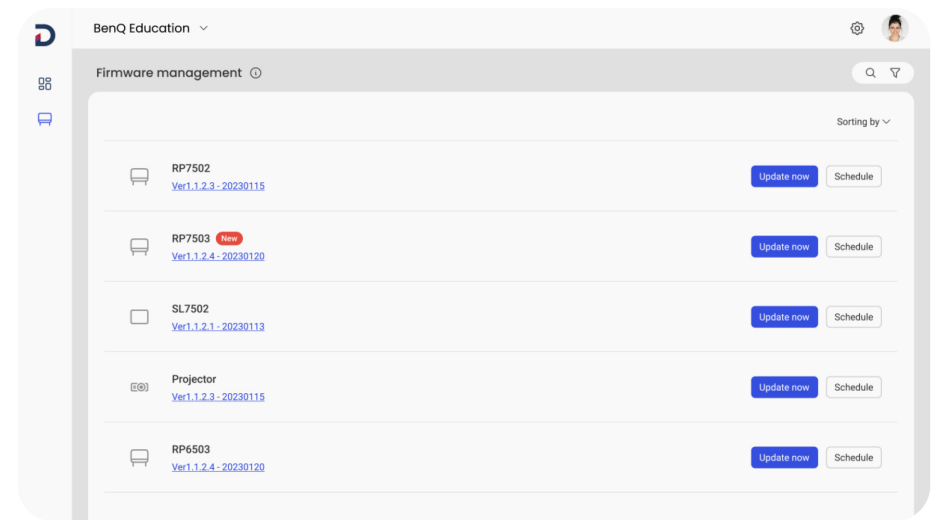 BenQ Education
Firmware management
Sorting by
RP7502
Ver1.1.2.3 - 20230115
Update now Schedule
RP7503 New
Ver1.1.2.4 - 20230120
Update now Schedule
SL7502
Ver1.1.2.1 - 20230113
Update now Schedule
Projector
Ver1.1.2.3 - 20230115
Update now Schedule
RP6503
Ver1.1.2.4 - 20230120
Update now Schedule